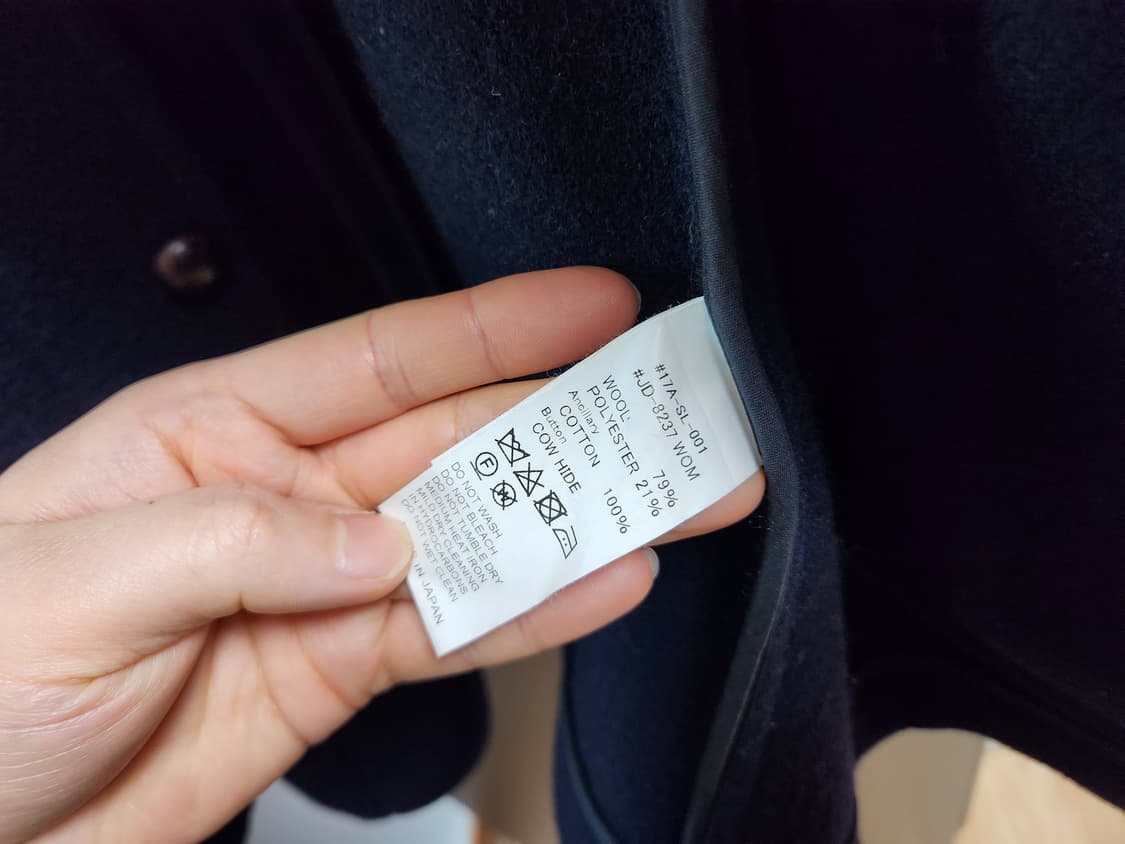 #17A-SL-001
#JD-8237 WOM
WOOL 79%
POLYESTER 21%
Ancillary
COTTON 100%
Button
COW HIDE
F W
DO NOT WASH
DO NOT BLEACH
DO NOT TUMBLE DRY
MEDIUM HEAT IRON
MILD DRY CLEANING
IN HYDROCARBONS
DO NOT WET CLEAN
IN JAPAN